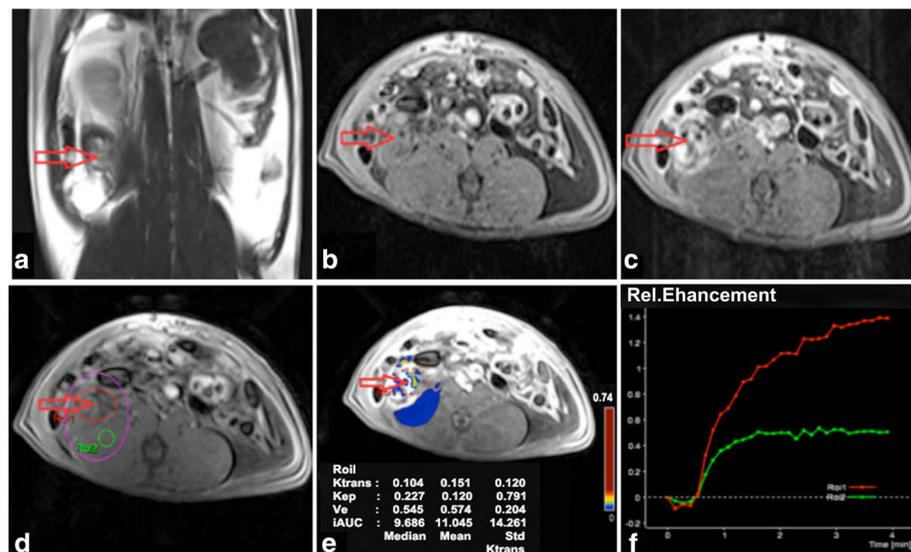 a
b
c
d
RoI1
RoI2
e
0.74
0
RoiI
Ktrans : 0.104 0.151 0.120
Kep : 0.227 0.120 0.791
Ve : 0.545 0.574 0.204
iAUC : 9.686 11.045 14.261
Median Mean Std
Ktrans
Rel.Ehancement
1.4
1.2
1
0.8
0.6
0.4
0.2
0
-0.2
0 1 2 3 4
Time [min]
RoI1
RoI2
f